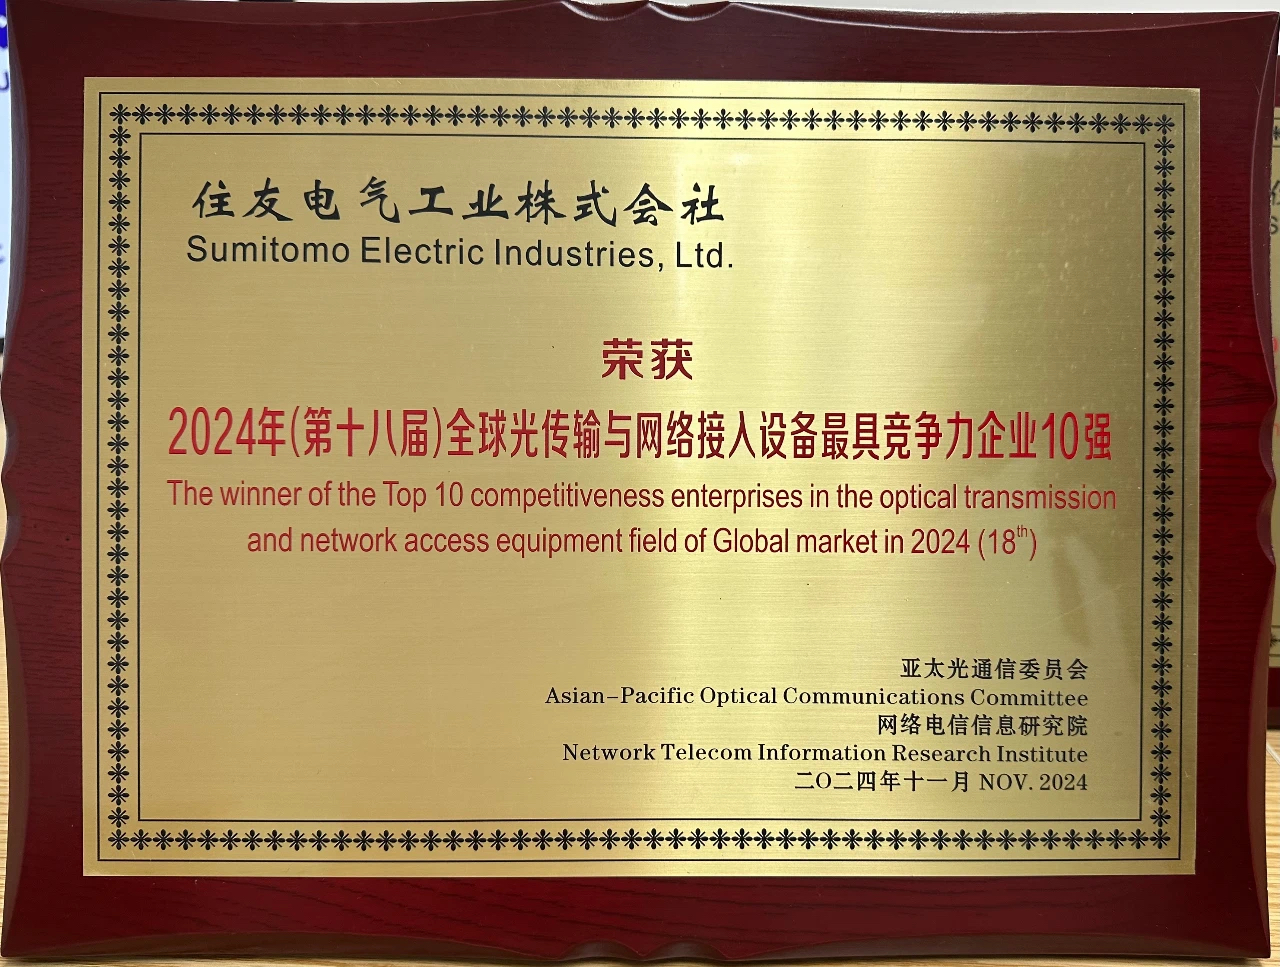 住友电气工业株式会社
Sumitomo Electric Industries, Ltd.
荣获
2024年(第十八届)全球光传输与网络接入设备最具竞争力企业10强
The winner of the Top 10 competitiveness enterprises in the optical transmission
and network access equipment field of Global market in 2024 (18th)
亚太光通信委员会
Asian-Pacific Optical Communications Committee
网络电信信息研究院
Network Telecom Information Research Institute
二〇二四年十一月 NOV. 2024